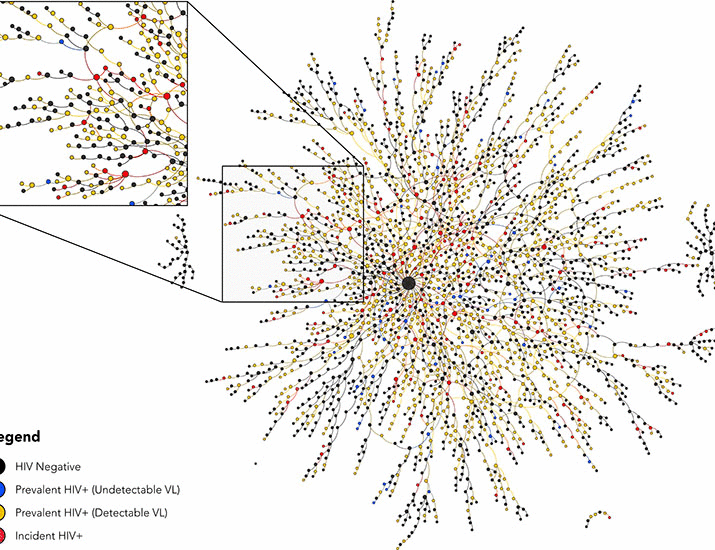 egend
HIV Negative
Prevalent HIV+ (Undetectable VL)
Prevalent HIV+ (Detectable VL)
Incident HIV+